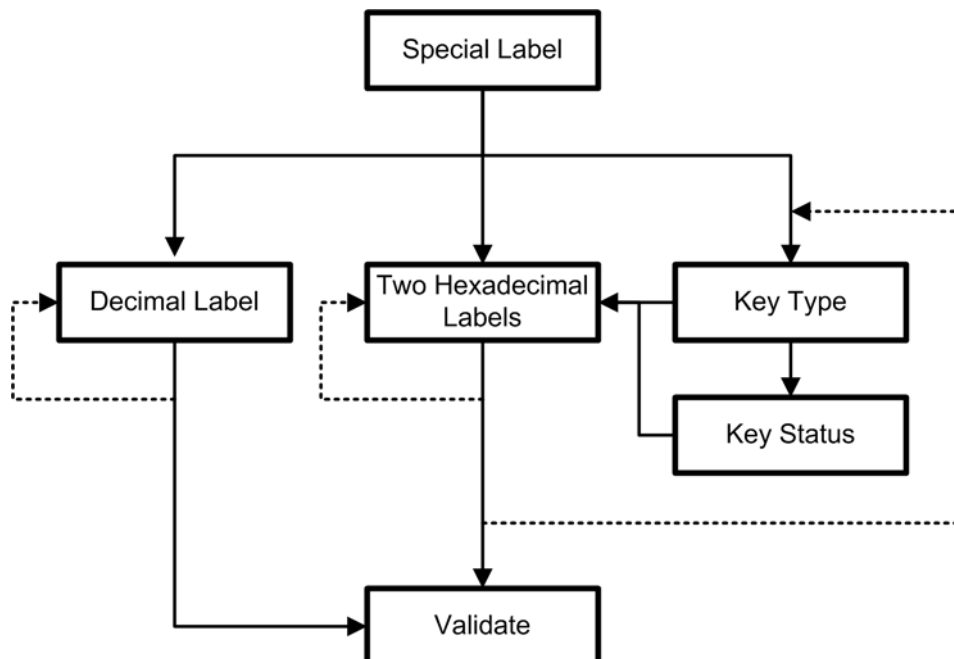 Special Label
Decimal Label
Two Hexadecimal
Labels
Key Type
Key Status
Validate